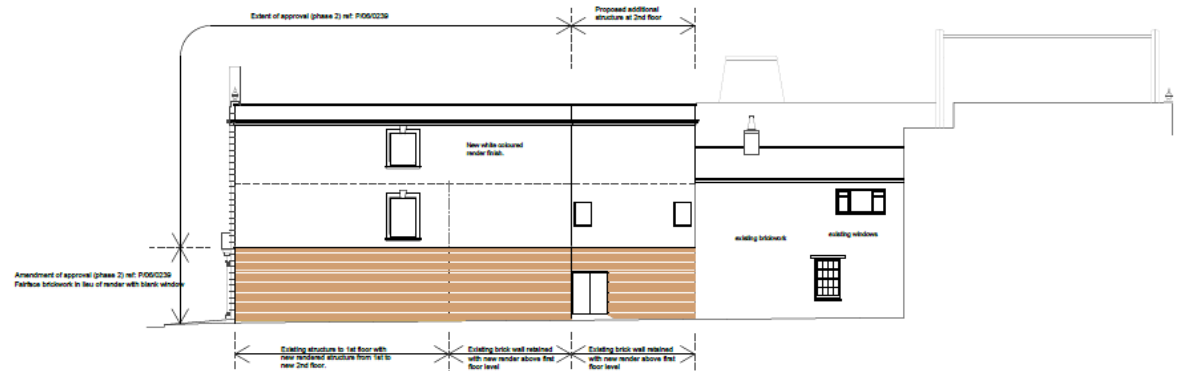 Extent of approval (phase 2) ref: P/06/0239
Proposed additional
structure at 2nd floor
New white coloured
render finish.
existing brickwork
existing windows
Amendment of approval (phase 2) ref: P/06/0239
Fairface brickwork in lieu of render with blank window
Existing structure to 1st floor with
new rendered structure from 1st to
new 2nd floor.
Existing brick wall retained
with new render above first
floor level
Existing brick wall retained
with new render above first
floor level